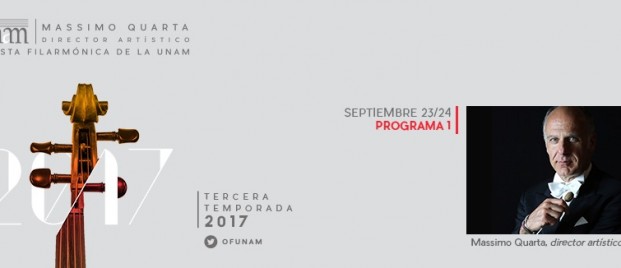 MASSIMO QUARTA
DIRECTOR ARTÍSTICO
STA FILARMÓNICA DE LA UNAM
2017
SEPTIEMBRE 23/24
PROGRAMA 1
TERCERA
TEMPORADA
2017
OFUNAM
Massimo Quarta, director artístico